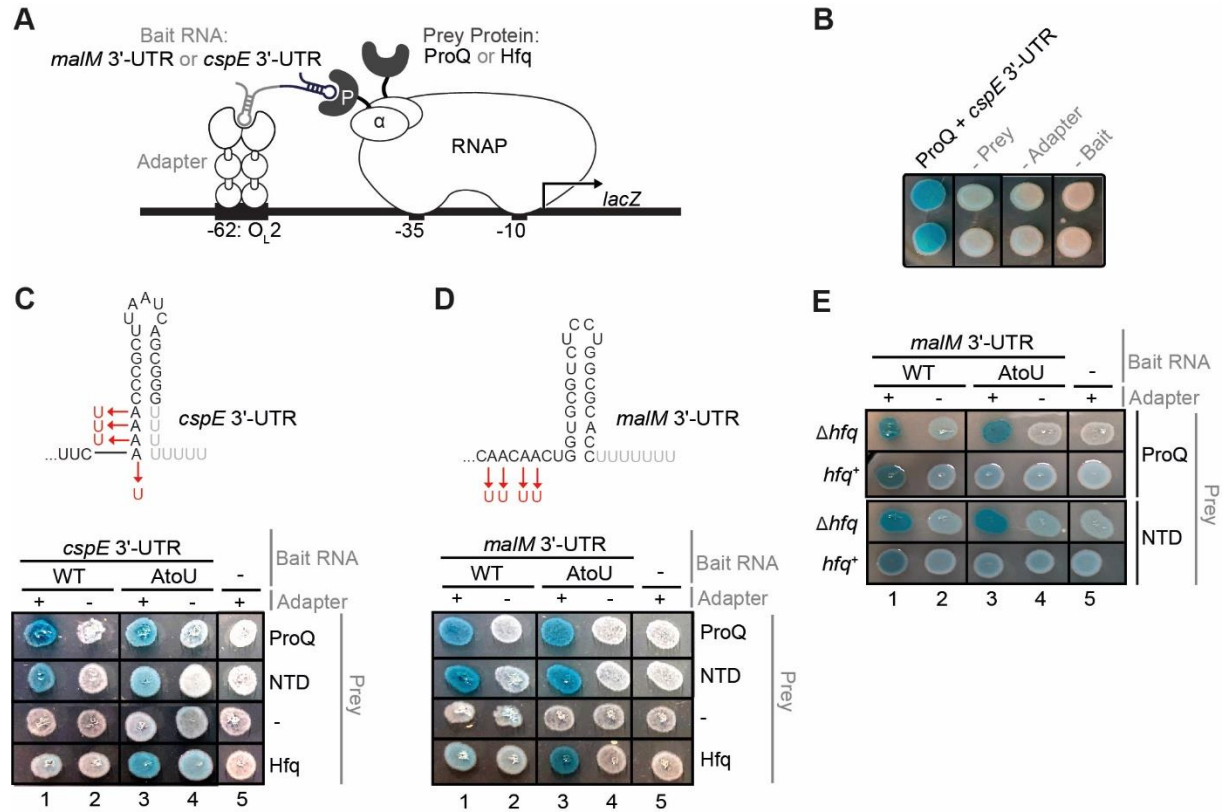 A
Bait RNA:
malM 3'-UTR or cspE 3'-UTR
Prey Protein:
ProQ or Hfq
P
α
RNAP
Adapter
lacZ
-62: OL2
-35
-10
B
ProQ + cspE 3'-UTR
- Prey
- Adapter
- Bait
C
A A
A U
U C
U A
C G
G C
C G
C G
C G
A U
A U
A U
A UUUUU
...UUC
U
U
U
U
cspE 3'-UTR
cspE 3'-UTR
Bait RNA
WT
AtoU
-
+ - + - +
Adapter
ProQ
NTD
-
Hfq
Prey
1 2 3 4 5
D
C C
U U
C G
U G
G C
C G
G G
U C
G A
G C
...CAACAACUG
CUUUUUUUU
UU UU
malM 3'-UTR
malM 3'-UTR
Bait RNA
WT
AtoU
-
+ - + - +
Adapter
ProQ
NTD
-
Hfq
Prey
1 2 3 4 5
E
malM 3'-UTR
Bait RNA
WT
AtoU
-
+ - + - +
Adapter
Δhfq
hfq+
ProQ
Δhfq
hfq+
NTD
Prey
1 2 3 4 5